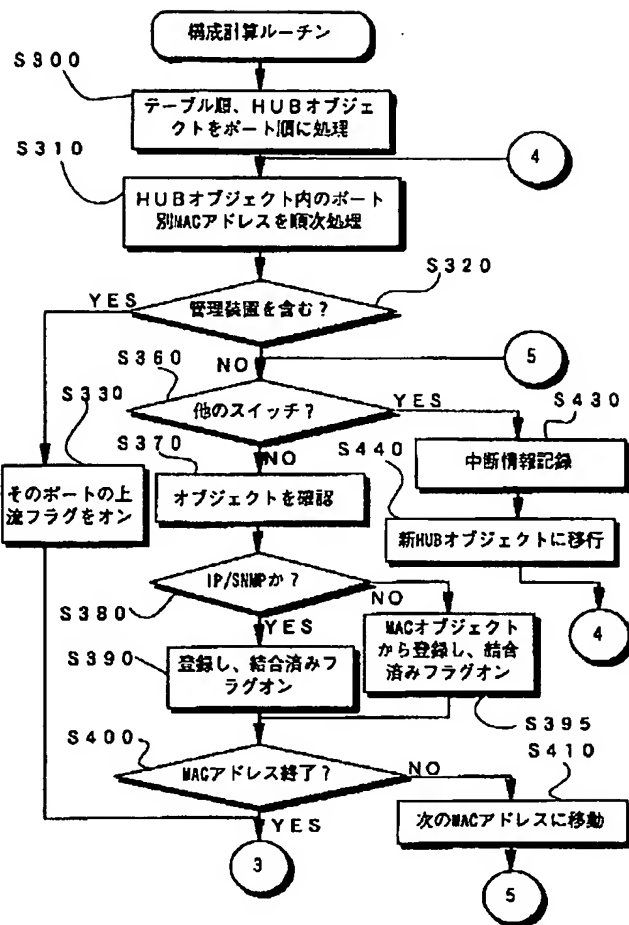 構成計算ルーチン
S300
テーブル順、HUBオブジェ
クトをポート順に処理
S310
4
HUBオブジェクト内のポート
別MACアドレスを順次処理
S320
YES
管理装置を含む？
NO
5
S360
S330
他のスイッチ？
YES
S430
S370
NO
S440
中断情報記録
そのポートの上
流フラグをオン
オブジェクトを確認
新HUBオブジェクトに移行
IP/SNMPか？
S380
NO
4
YES
S390
MACオブジェクト
から登録し、結合
済みフラグオン
登録し、結合済みフ
ラグオン
S395
S400
MACアドレス終了？
NO
S410
YES
次のMACアドレスに移動
3
5